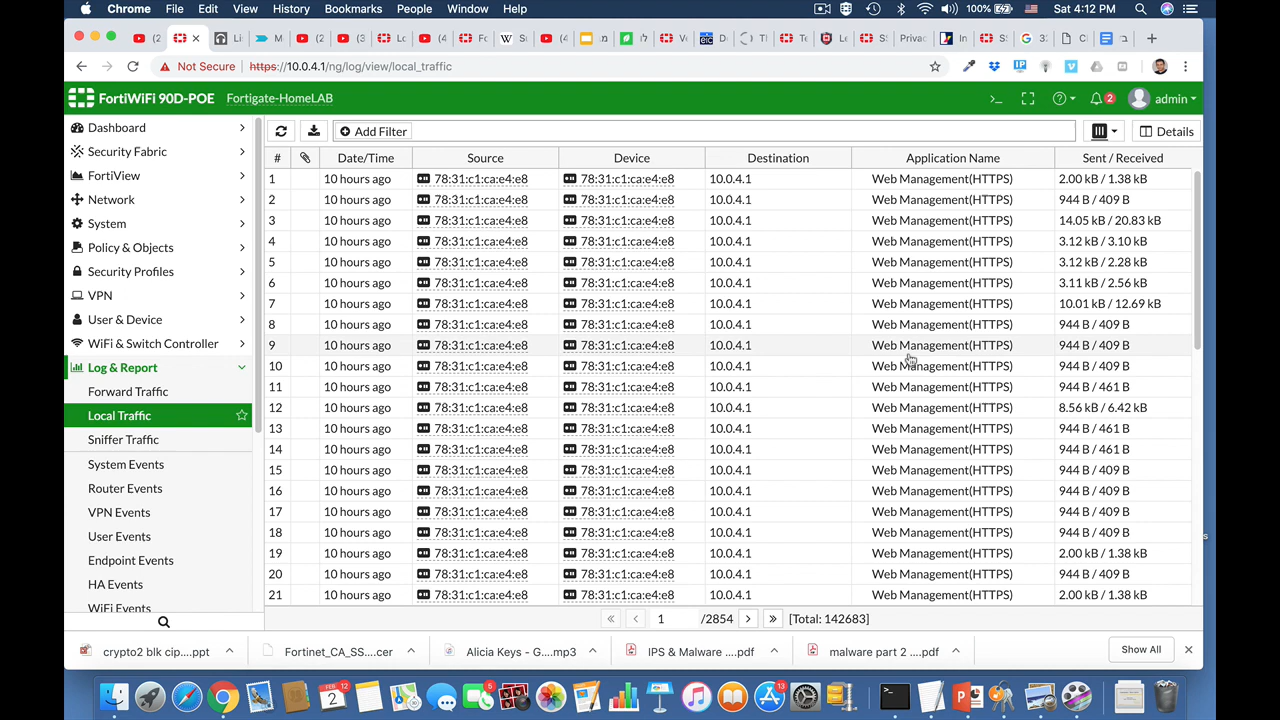 Chrome File Edit View History Bookmarks People Window Help 100% Sat 4:12 PM
Not Secure https://10.0.4.1/ng/log/view/local_traffic
FortiWiFi 90D-POE Fortigate-HomeLAB 2 admin
Dashboard
Security Fabric
FortiView
Network
System
Policy & Objects
Security Profiles
VPN
User & Device
WiFi & Switch Controller
Log & Report
Forward Traffic
Local Traffic
Sniffer Traffic
System Events
Router Events
VPN Events
User Events
Endpoint Events
HA Events
WiFi Events
Add Filter Details
# Date/Time Source Device Destination Application Name Sent / Received
1 10 hours ago 78:31:c1:ca:e4:e8 78:31:c1:ca:e4:e8 10.0.4.1 Web Management(HTTPS) 2.00 kB / 1.38 kB
2 10 hours ago 78:31:c1:ca:e4:e8 78:31:c1:ca:e4:e8 10.0.4.1 Web Management(HTTPS) 944 B / 409 B
3 10 hours ago 78:31:c1:ca:e4:e8 78:31:c1:ca:e4:e8 10.0.4.1 Web Management(HTTPS) 14.05 kB / 20.83 kB
4 10 hours ago 78:31:c1:ca:e4:e8 78:31:c1:ca:e4:e8 10.0.4.1 Web Management(HTTPS) 3.12 kB / 3.10 kB
5 10 hours ago 78:31:c1:ca:e4:e8 78:31:c1:ca:e4:e8 10.0.4.1 Web Management(HTTPS) 3.12 kB / 2.28 kB
6 10 hours ago 78:31:c1:ca:e4:e8 78:31:c1:ca:e4:e8 10.0.4.1 Web Management(HTTPS) 3.11 kB / 2.56 kB
7 10 hours ago 78:31:c1:ca:e4:e8 78:31:c1:ca:e4:e8 10.0.4.1 Web Management(HTTPS) 10.01 kB / 12.69 kB
8 10 hours ago 78:31:c1:ca:e4:e8 78:31:c1:ca:e4:e8 10.0.4.1 Web Management(HTTPS) 944 B / 409 B
9 10 hours ago 78:31:c1:ca:e4:e8 78:31:c1:ca:e4:e8 10.0.4.1 Web Management(HTTPS) 944 B / 409 B
10 10 hours ago 78:31:c1:ca:e4:e8 78:31:c1:ca:e4:e8 10.0.4.1 Web Management(HTTPS) 944 B / 409 B
11 10 hours ago 78:31:c1:ca:e4:e8 78:31:c1:ca:e4:e8 10.0.4.1 Web Management(HTTPS) 944 B / 461 B
12 10 hours ago 78:31:c1:ca:e4:e8 78:31:c1:ca:e4:e8 10.0.4.1 Web Management(HTTPS) 8.56 kB / 6.42 kB
13 10 hours ago 78:31:c1:ca:e4:e8 78:31:c1:ca:e4:e8 10.0.4.1 Web Management(HTTPS) 944 B / 461 B
14 10 hours ago 78:31:c1:ca:e4:e8 78:31:c1:ca:e4:e8 10.0.4.1 Web Management(HTTPS) 944 B / 461 B
15 10 hours ago 78:31:c1:ca:e4:e8 78:31:c1:ca:e4:e8 10.0.4.1 Web Management(HTTPS) 944 B / 409 B
16 10 hours ago 78:31:c1:ca:e4:e8 78:31:c1:ca:e4:e8 10.0.4.1 Web Management(HTTPS) 944 B / 409 B
17 10 hours ago 78:31:c1:ca:e4:e8 78:31:c1:ca:e4:e8 10.0.4.1 Web Management(HTTPS) 944 B / 409 B
18 10 hours ago 78:31:c1:ca:e4:e8 78:31:c1:ca:e4:e8 10.0.4.1 Web Management(HTTPS) 944 B / 409 B
19 10 hours ago 78:31:c1:ca:e4:e8 78:31:c1:ca:e4:e8 10.0.4.1 Web Management(HTTPS) 2.00 kB / 1.38 kB
20 10 hours ago 78:31:c1:ca:e4:e8 78:31:c1:ca:e4:e8 10.0.4.1 Web Management(HTTPS) 944 B / 409 B
21 10 hours ago 78:31:c1:ca:e4:e8 78:31:c1:ca:e4:e8 10.0.4.1 Web Management(HTTPS) 2.00 kB / 1.38 kB
1 /2854 [Total: 142683]
crypto2 blk cip....ppt Fortinet_CA_SS....cer Alicia Keys - G....mp3 IPS & Malware ....pdf malware part 2 ....pdf Show All